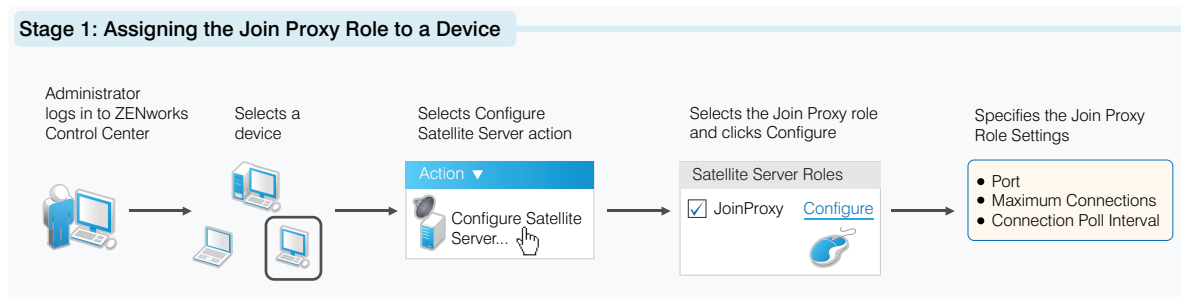 Stage 1: Assigning the Join Proxy Role to a Device
Administrator
logs in to ZENworks
Control Center
Selects a
device
Selects Configure
Satellite Server action
Action ▼
Configure Satellite
Server...
Selects the Join Proxy role
and clicks Configure
Satellite Server Roles
JoinProxy Configure
Specifies the Join Proxy
Role Settings
• Port
• Maximum Connections
• Connection Poll Interval